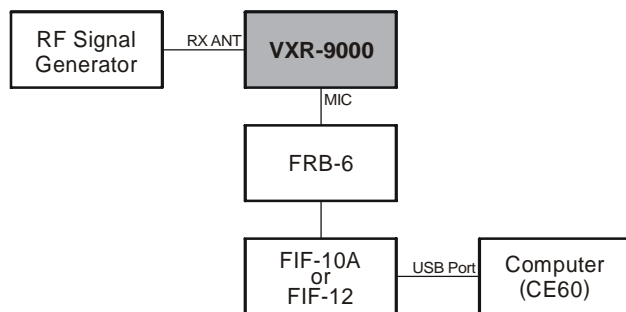 RF Signal
Generator
RX ANT
VXR-9000
MIC
FRB-6
FIF-10A
or
FIF-12
USB Port
Computer
(CE60)